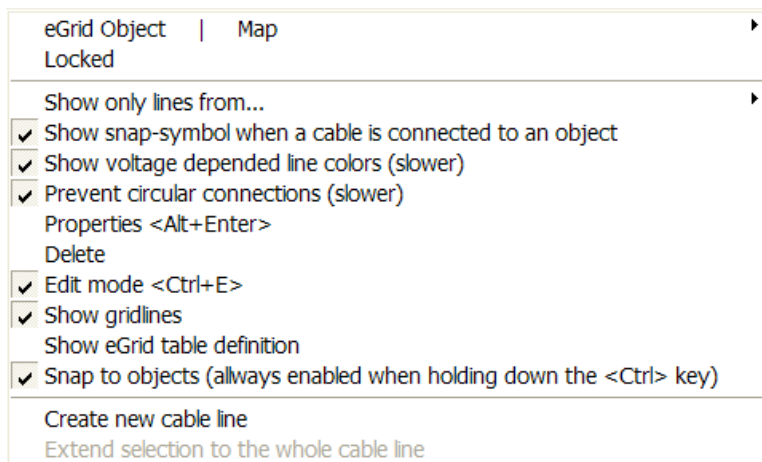 eGrid Object | Map
Locked
Show only lines from...
Show snap-symbol when a cable is connected to an object
Show voltage depended line colors (slower)
Prevent circular connections (slower)
Properties <Alt+Enter>
Delete
Edit mode <Ctrl+E>
Show gridlines
Show eGrid table definition
Snap to objects (allways enabled when holding down the <Ctrl> key)
Create new cable line
Extend selection to the whole cable line